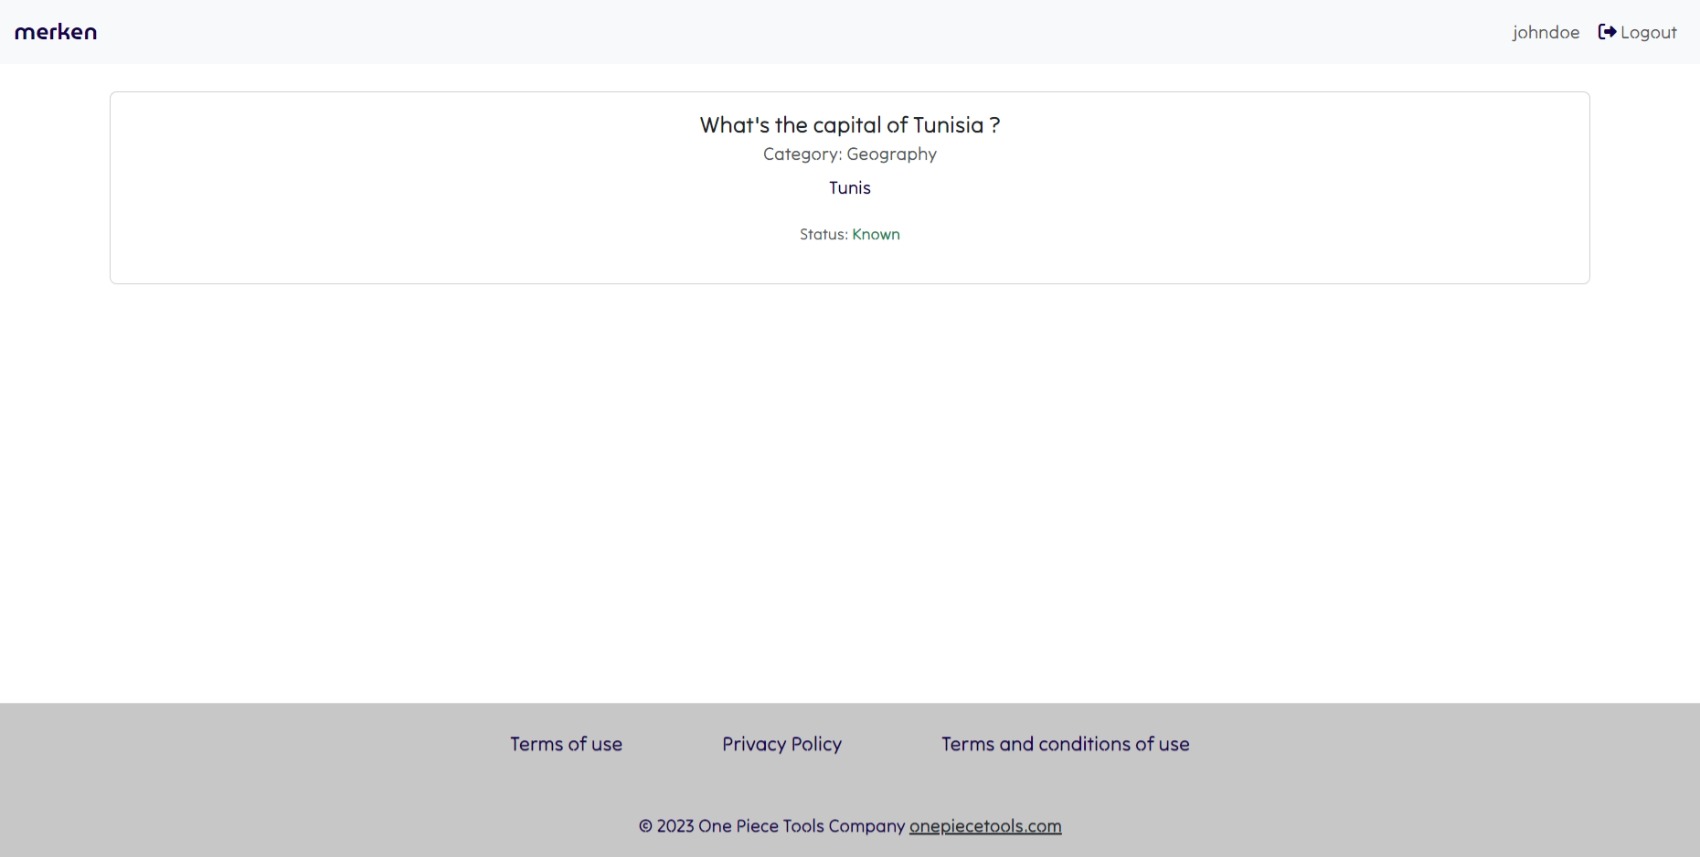 merken
johndoe Logout
What's the capital of Tunisia ?
Category: Geography
Tunis
Status: Known
Terms of use Privacy Policy Terms and conditions of use
© 2023 One Piece Tools Company onepiecetools.com